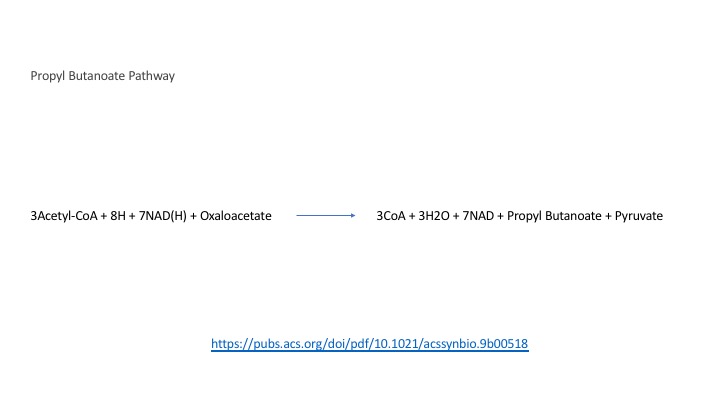 Propyl Butanoate Pathway
3Acetyl-CoA + 8H + 7NAD(H) + Oxaloacetate
3CoA + 3H2O + 7NAD + Propyl Butanoate + Pyruvate
https://pubs.acs.org/doi/pdf/10.1021/acssynbio.9b00518